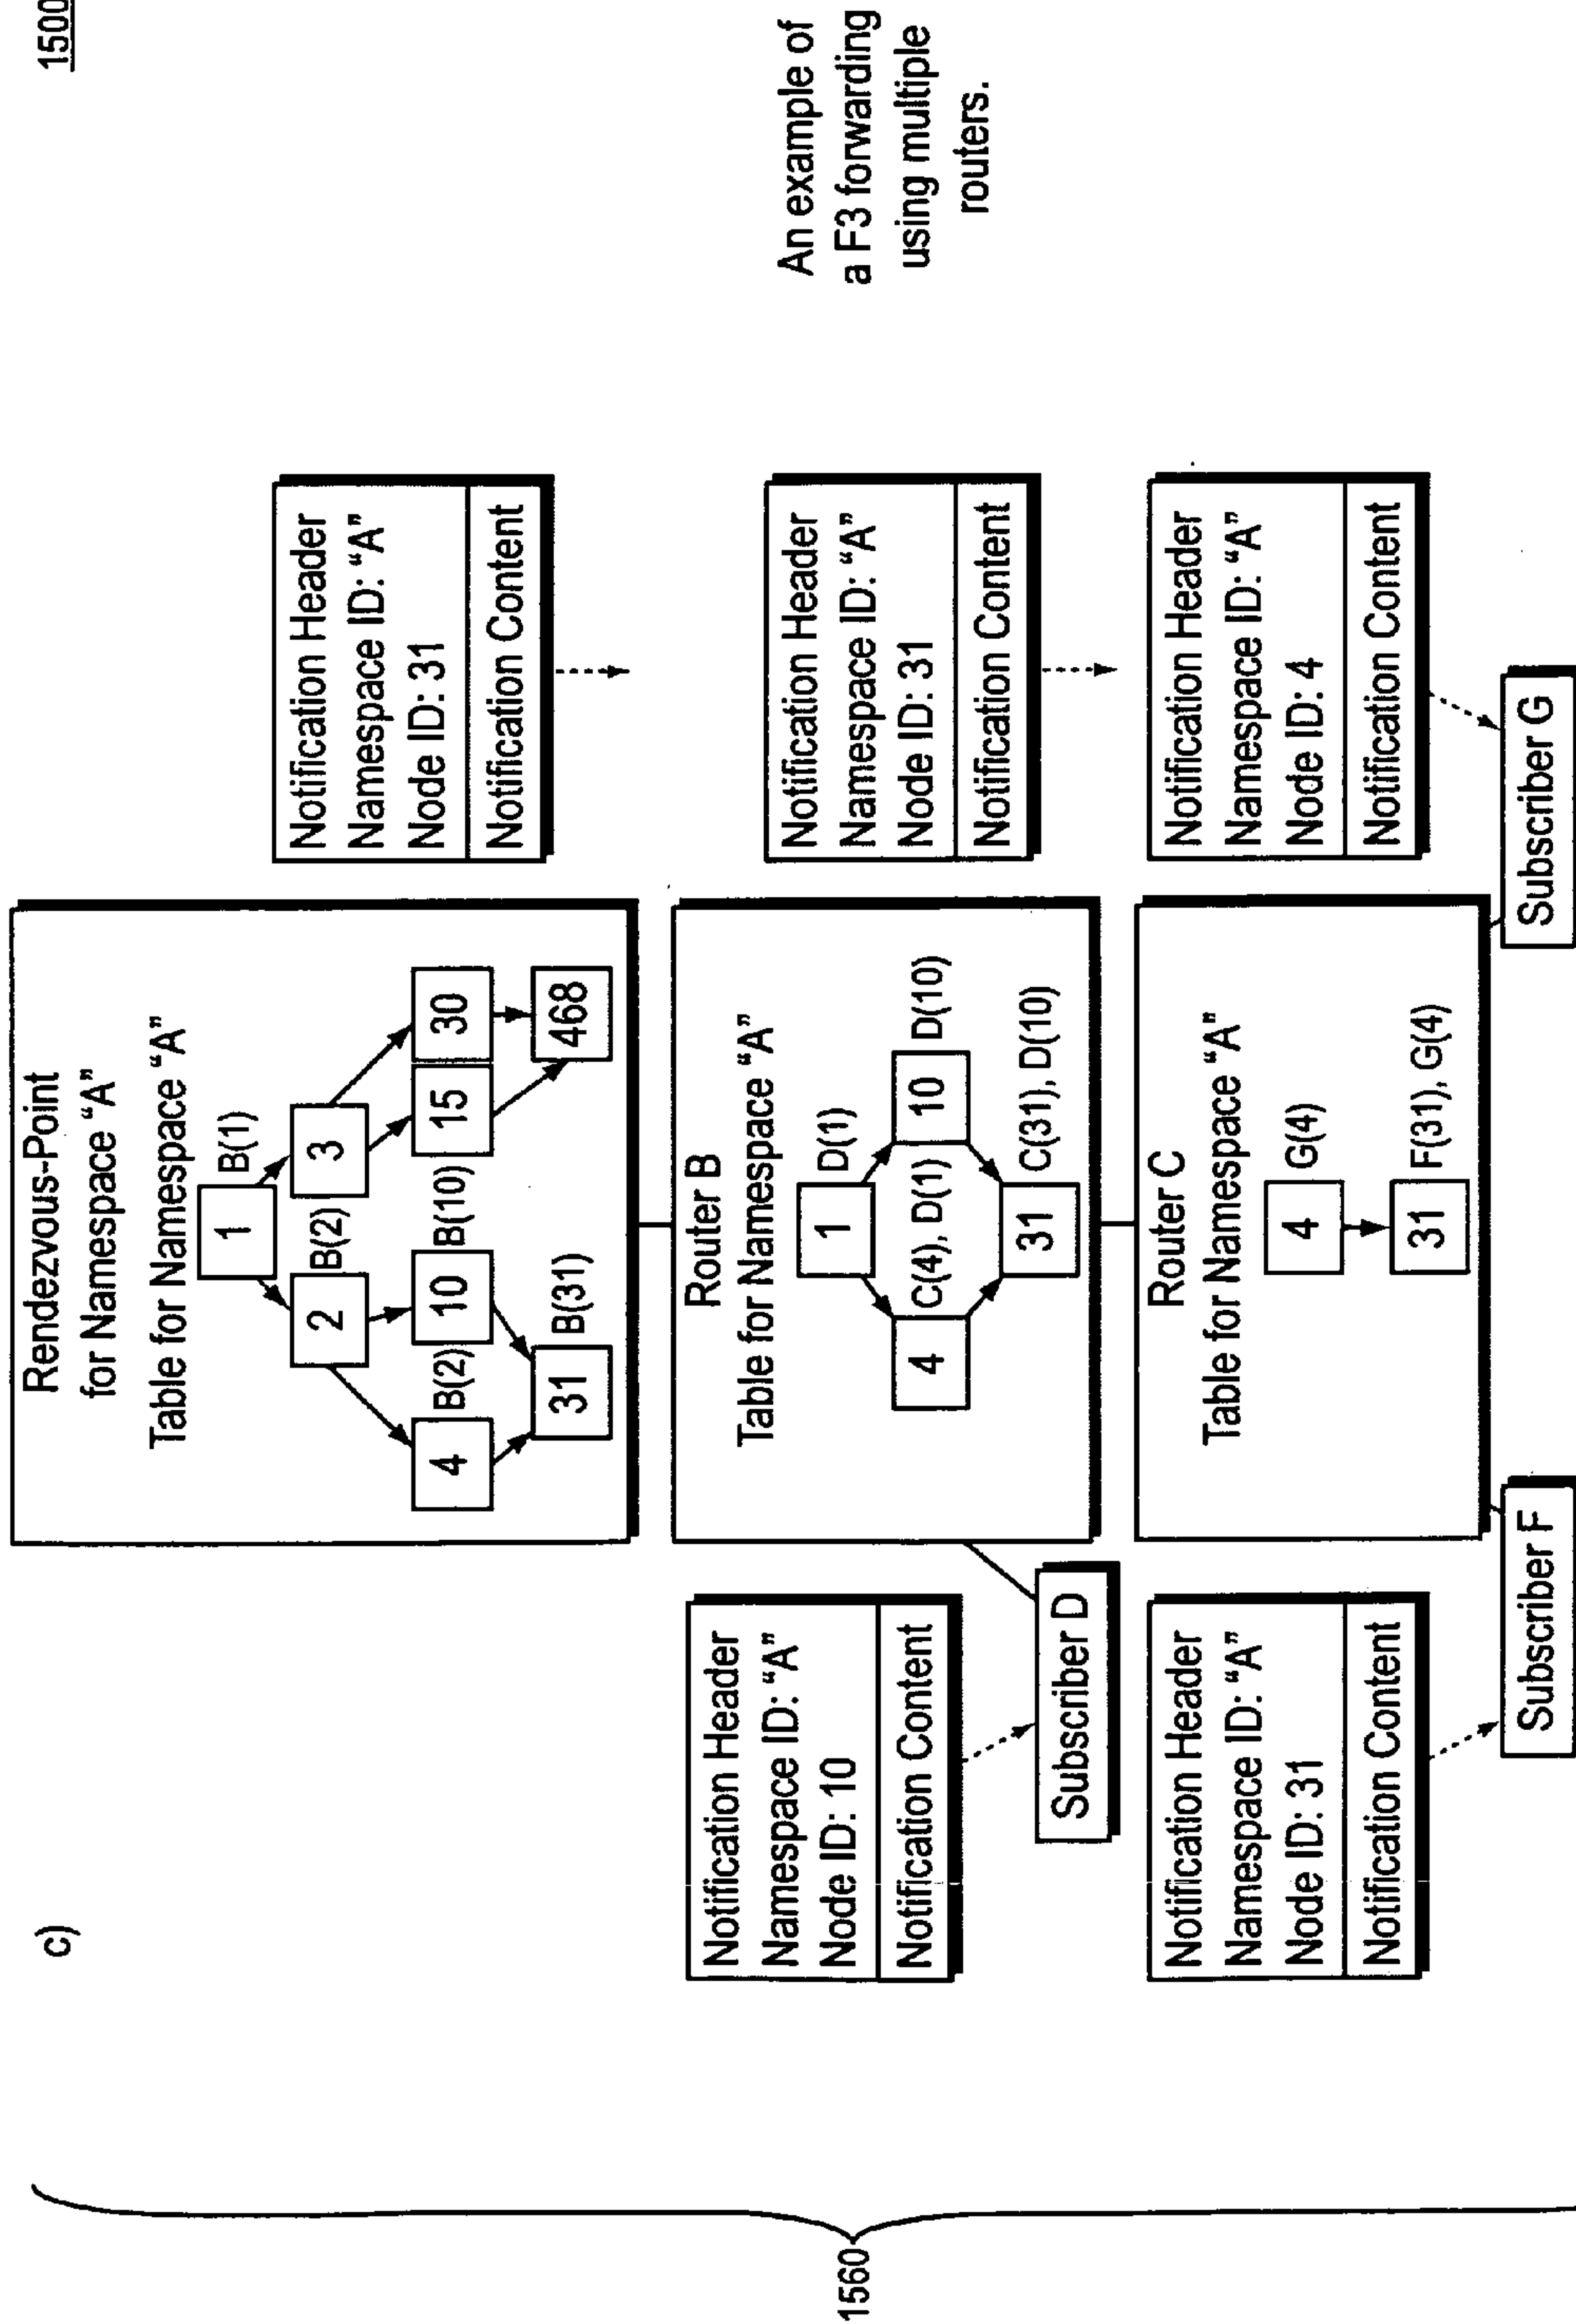 1500
c)
Rendezvous-Point
for Namespace “A”
Table for Namespace “A”
1
B(1)
2
B(2)
3
4
B(2)
10
B(10)
15
30
31
B(31)
468
Notification Header
Namespace ID: “A”
Node ID: 31
Notification Content
Router B
Table for Namespace “A”
1
D(1)
4
C(4), D(1)
10
D(10)
31
C(31), D(10)
Notification Header
Namespace ID: “A”
Node ID: 10
Notification Content
Subscriber D
Notification Header
Namespace ID: “A”
Node ID: 31
Notification Content
An example of
a F3 forwarding
using multiple
routers.
1560
Router C
Table for Namespace “A”
4
G(4)
31
F(31), G(4)
Notification Header
Namespace ID: “A”
Node ID: 31
Notification Content
Notification Header
Namespace ID: “A”
Node ID: 4
Notification Content
Subscriber F
Subscriber G